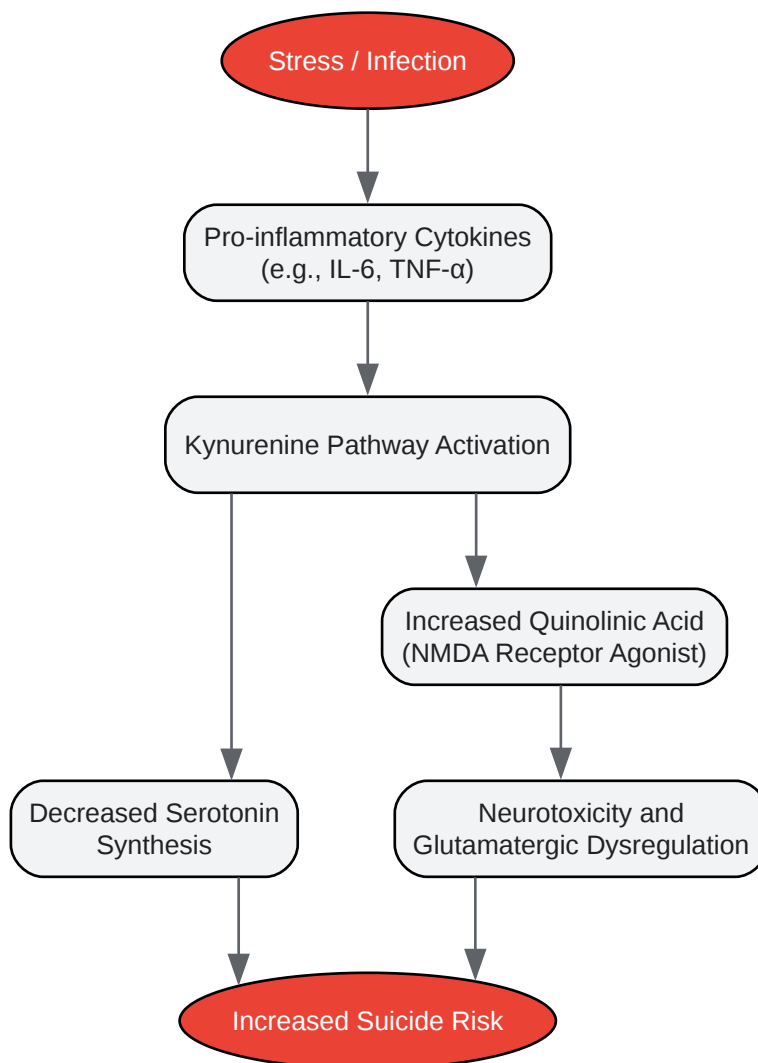 Stress / Infection
Pro-inflammatory Cytokines
(e.g., IL-6, TNF-α)
Kynurenine Pathway Activation
Increased Quinolinic Acid
(NMDA Receptor Agonist)
Decreased Serotonin
Synthesis
Neurotoxicity and
Glutamatergic Dysregulation
Increased Suicide Risk